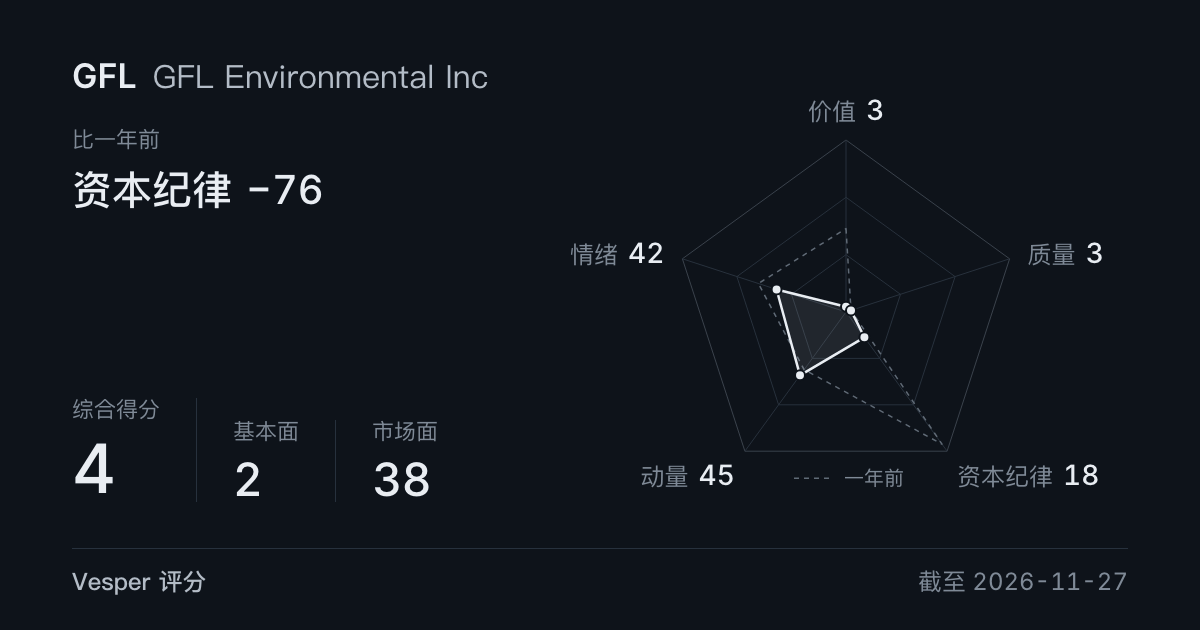 GFL GFL Environmental Inc
比一年前
资本纪律 −76
价值 3
情绪 42
质量 3
动量 45
---- 一年前
资本纪律 18
综合得分
4
基本面
2
市场面
38
Vesper 评分
截至 2026-11-27